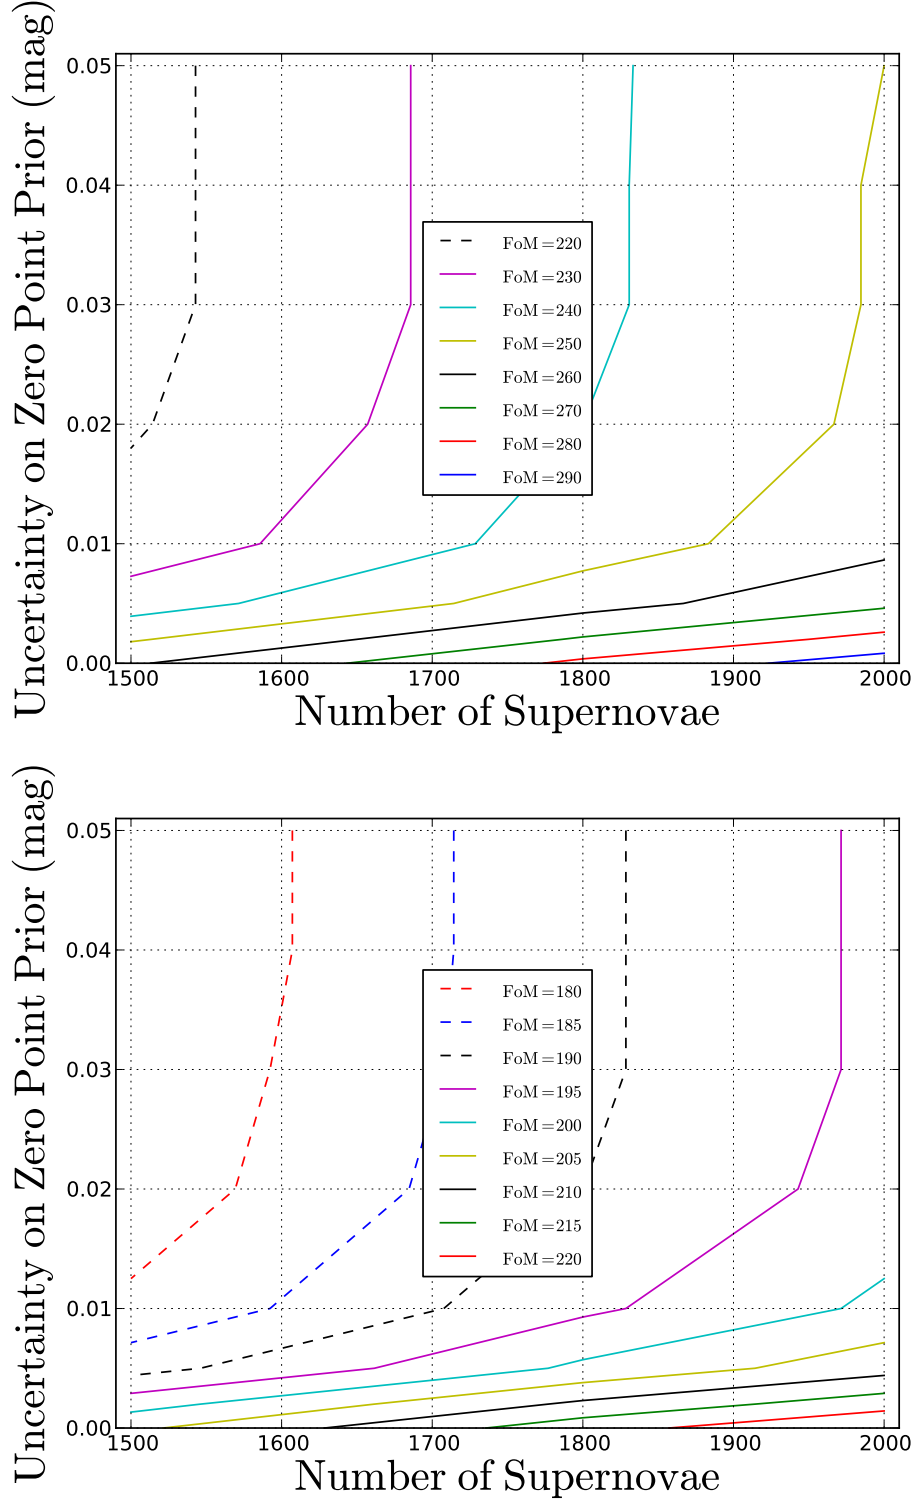 Uncertainty on Zero Point Prior (mag)
0.05
0.04
0.03
0.02
0.01
0.00
FoM=220
FoM=230
FoM=240
FoM=250
FoM=260
FoM=270
FoM=280
FoM=290
1500 1600 1700 1800 1900 2000
Number of Supernovae
Uncertainty on Zero Point Prior (mag)
0.05
0.04
0.03
0.02
0.01
0.00
FoM=180
FoM=185
FoM=190
FoM=195
FoM=200
FoM=205
FoM=210
FoM=215
FoM=220
1500 1600 1700 1800 1900 2000
Number of Supernovae